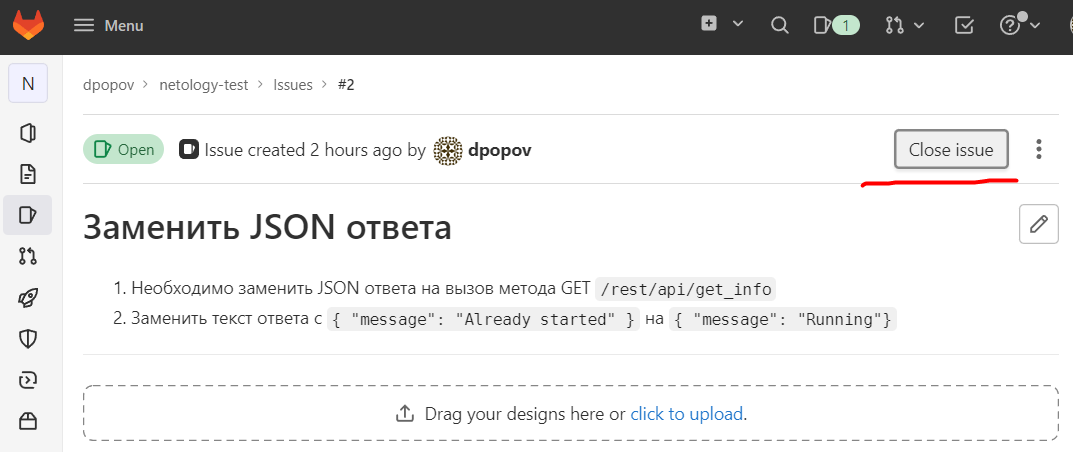 Menu
1
N
dpopov > netology-test > Issues > #2
Open Issue created 2 hours ago by dpopov Close issue
Заменить JSON ответа
1. Необходимо заменить JSON ответа на вызов метода GET /rest/api/get_info
2. Заменить текст ответа с { "message": "Already started" } на { "message": "Running"}
Drag your designs here or click to upload.